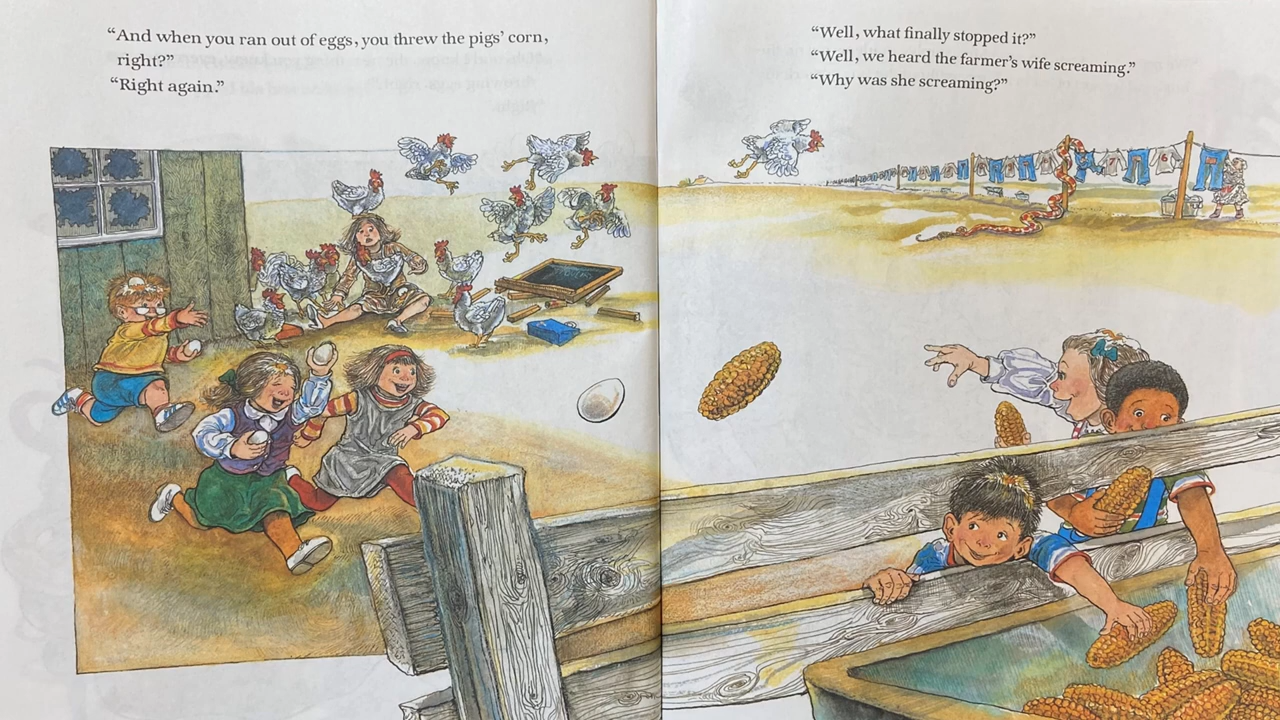 “And when you ran out of eggs, you threw the pigs’ corn,
right?”
“Right again.”
“Well, what finally stopped it?”
“Well, we heard the farmer’s wife screaming.”
“Why was she screaming?”